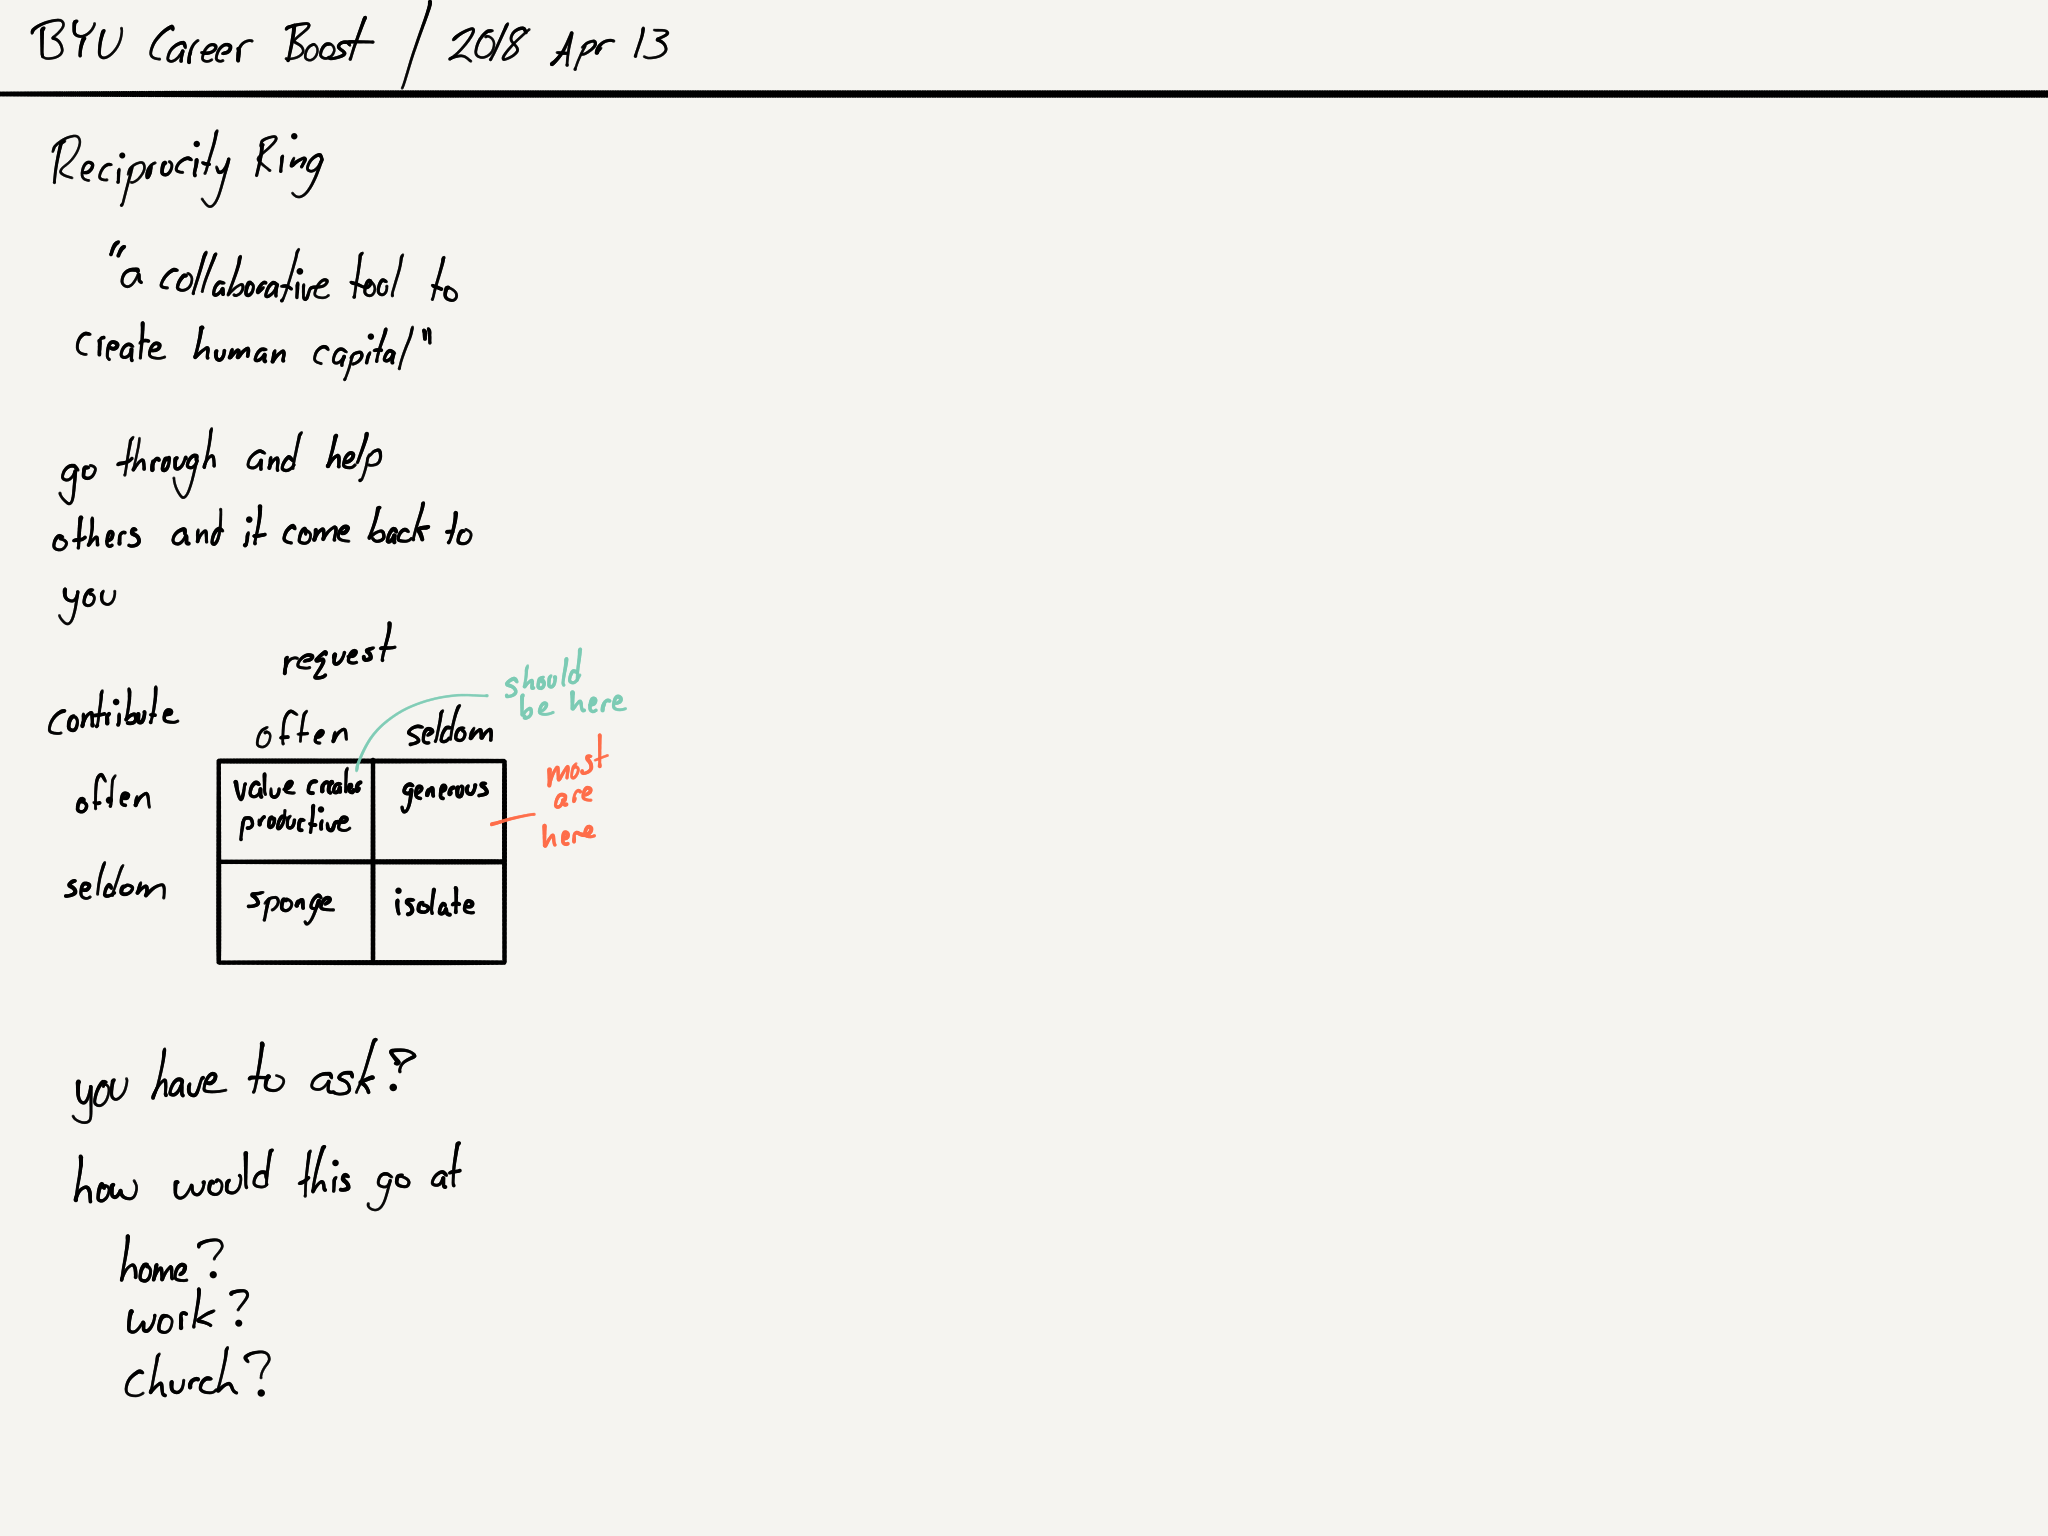 BYU Career Boost / 2018 Apr 13
Reciprocity Ring
"a collaborative tool to
create human capital"
go through and help
others and it come back to
you
request
should
be here
contribute
often seldom
most
are
here
often
value creator
productive
generous
seldom
sponge
isolate
you have to ask?
how would this go at
home?
work?
church?